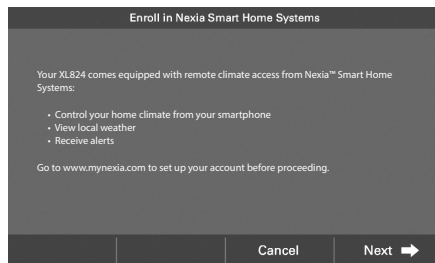 Enroll in Nexia Smart Home Systems
Your XL824 comes equipped with remote climate access from Nexia™ Smart Home
Systems:
• Control your home climate from your smartphone
• View local weather
• Receive alerts
Go to www.mynexia.com to set up your account before proceeding.
Cancel
Next